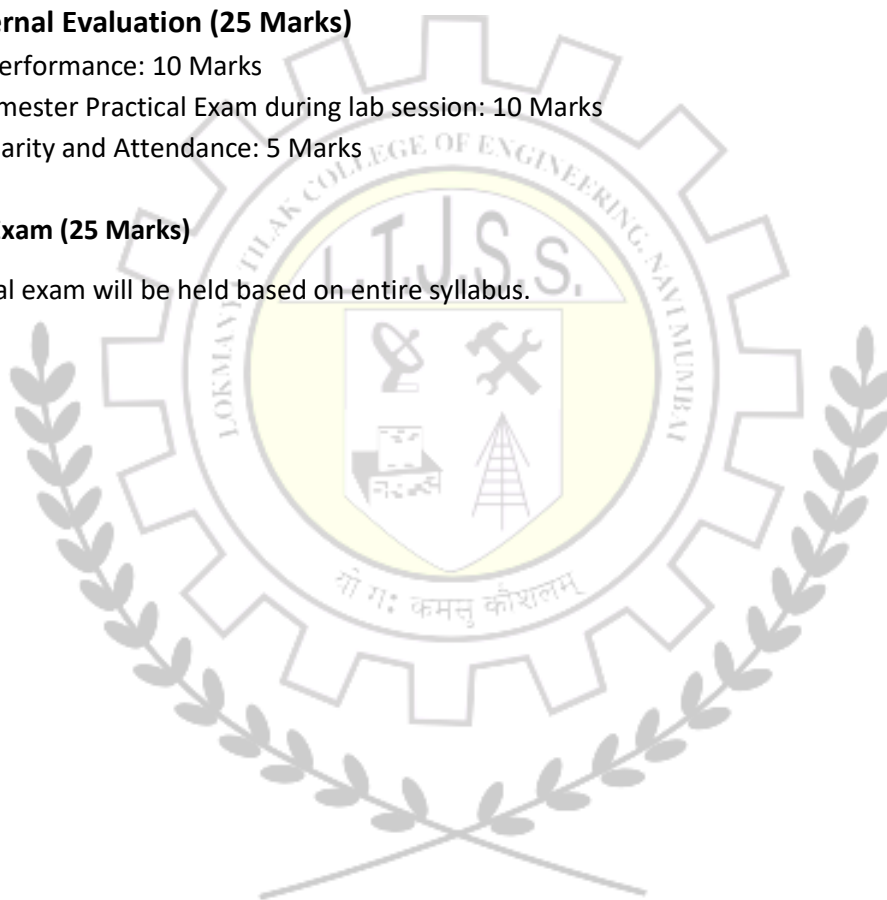 ernal Evaluation (25 Marks)
erformance: 10 Marks
mester Practical Exam during lab session: 10 Marks
arity and Attendance: 5 Marks
xam (25 Marks)
al exam will be held based on entire syllabus.
LOKMANYA TILAK COLLEGE OF ENGINEERING, NAVI MUMBAI
L.T.J.S.S.
यो गः कमसु कौशलम्